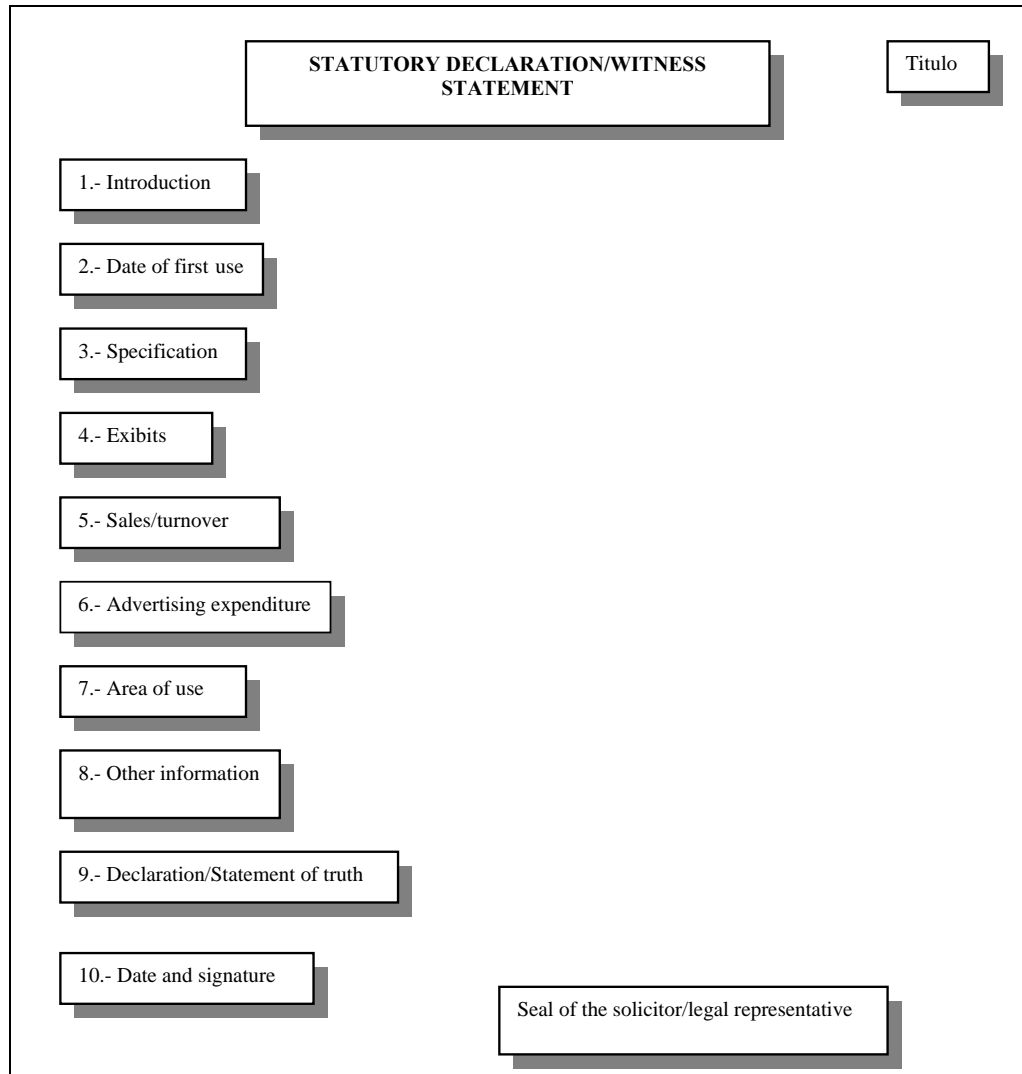 STATUTORY DECLARATION/WITNESS
STATEMENT
Titulo
1.- Introduction
2.- Date of first use
3.- Specification
4.- Exibits
5.- Sales/turnover
6.- Advertising expenditure
7.- Area of use
8.- Other information
9.- Declaration/Statement of truth
10.- Date and signature
Seal of the solicitor/legal representative